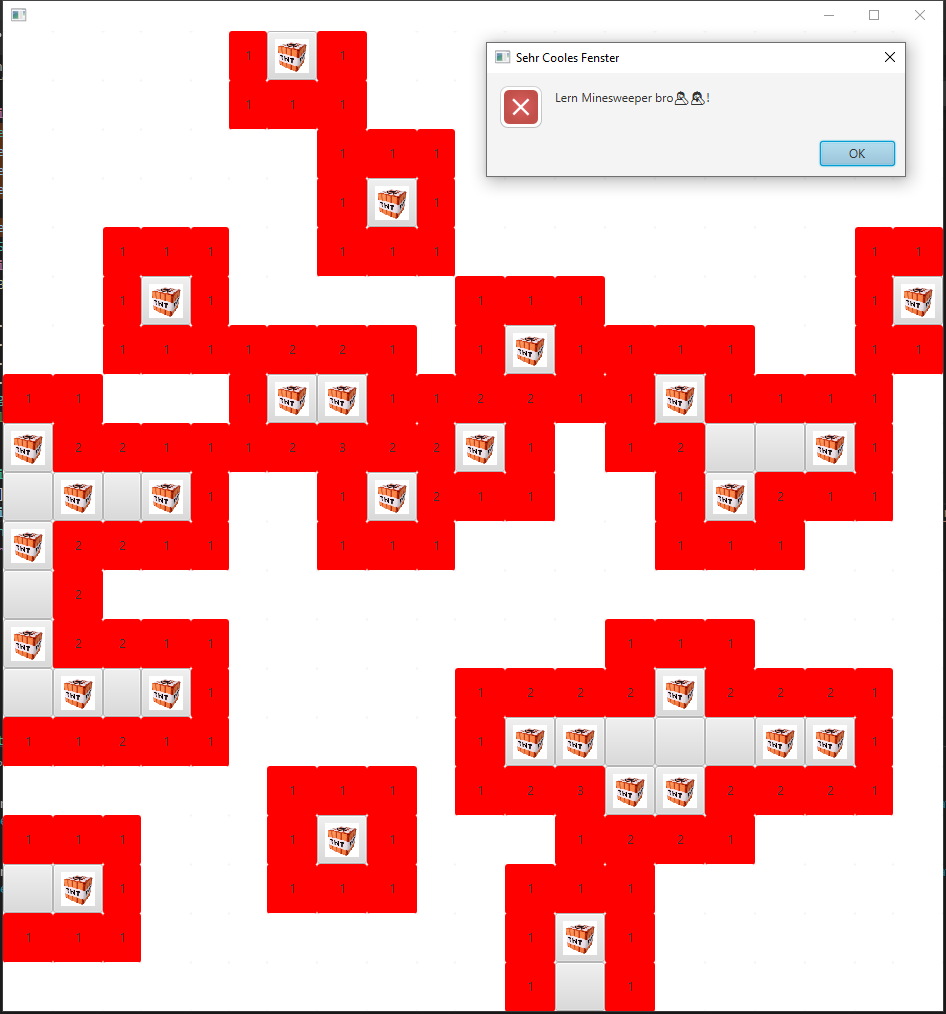 Sehr Cooles Fenster
Lern Minesweeper bro🤦🏻‍♂️🤦🏻‍♀️!
OK
1 TNT 1
1 1 1
1 1 1
1 TNT 1
1 1 1 1 1 1 1 1
1 TNT 1 1 1 1 1 TNT
1 1 1 1 2 2 1 1 TNT 1 1 1 1 1 1
1 1 1 TNT TNT 1 1 2 2 1 1 TNT 1 1 1 1
TNT 2 2 1 1 1 2 3 2 2 TNT 1 1 2 TNT 1
TNT TNT 1 1 TNT 2 1 1 1 TNT 2 1 1
TNT 2 2 1 1 1 1 1 1 1 1
2
TNT 2 2 1 1 1 1 1
TNT TNT 1 1 2 2 2 TNT 2 2 2 1
1 1 2 1 1 1 TNT TNT TNT TNT 1
1 1 1 1 2 3 TNT TNT 2 2 2 1
1 1 1 1 TNT 1 1 2 2 1
TNT 1 1 1 1 1 1 1
1 1 1 1 TNT 1
1 1